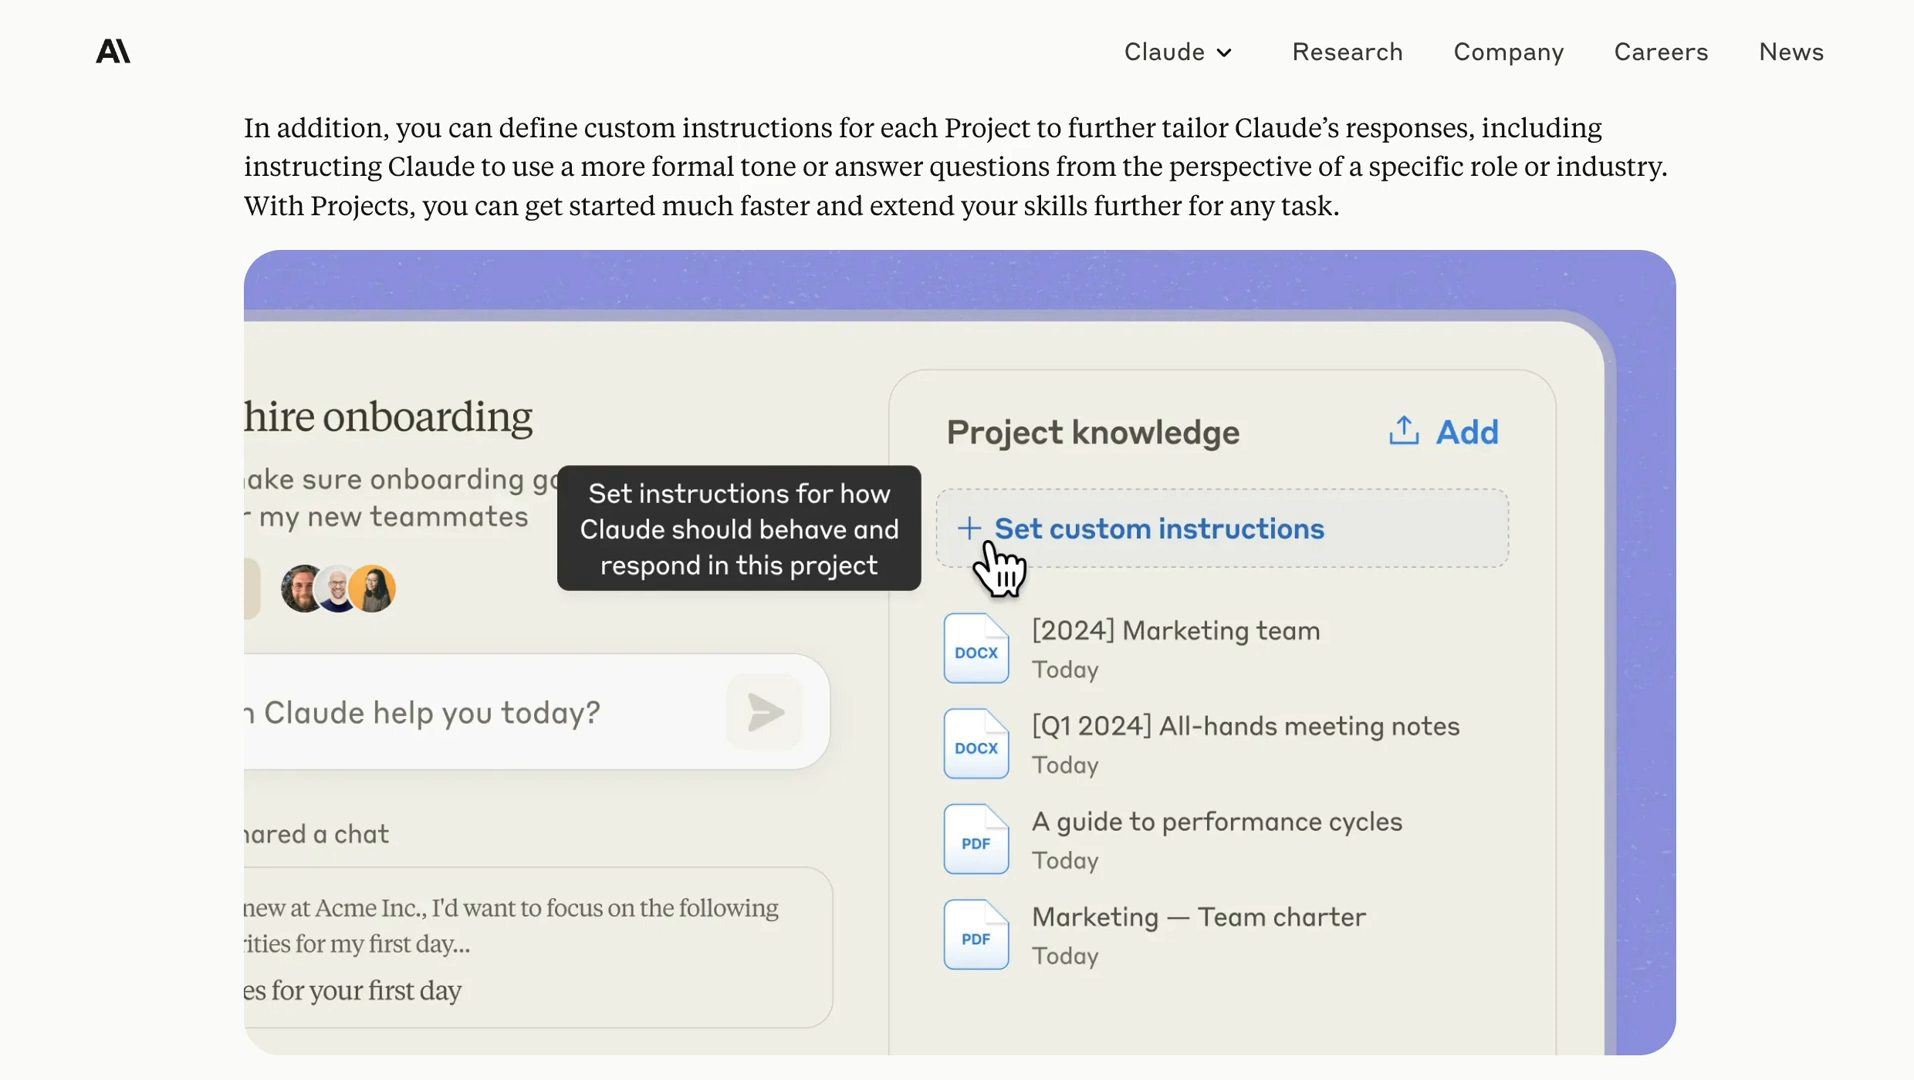 A\
Claude
Research
Company
Careers
News
In addition, you can define custom instructions for each Project to further tailor Claude’s responses, including
instructing Claude to use a more formal tone or answer questions from the perspective of a specific role or industry.
With Projects, you can get started much faster and extend your skills further for any task.
hire onboarding
ake sure onboarding go
r my new teammates
Set instructions for how
Claude should behave and
respond in this project
n Claude help you today?
hared a chat
new at Acme Inc., I'd want to focus on the following
rities for my first day...
es for your first day
Project knowledge
Add
+ Set custom instructions
DOCX
[2024] Marketing team
Today
DOCX
[Q1 2024] All-hands meeting notes
Today
PDF
A guide to performance cycles
Today
PDF
Marketing — Team charter
Today